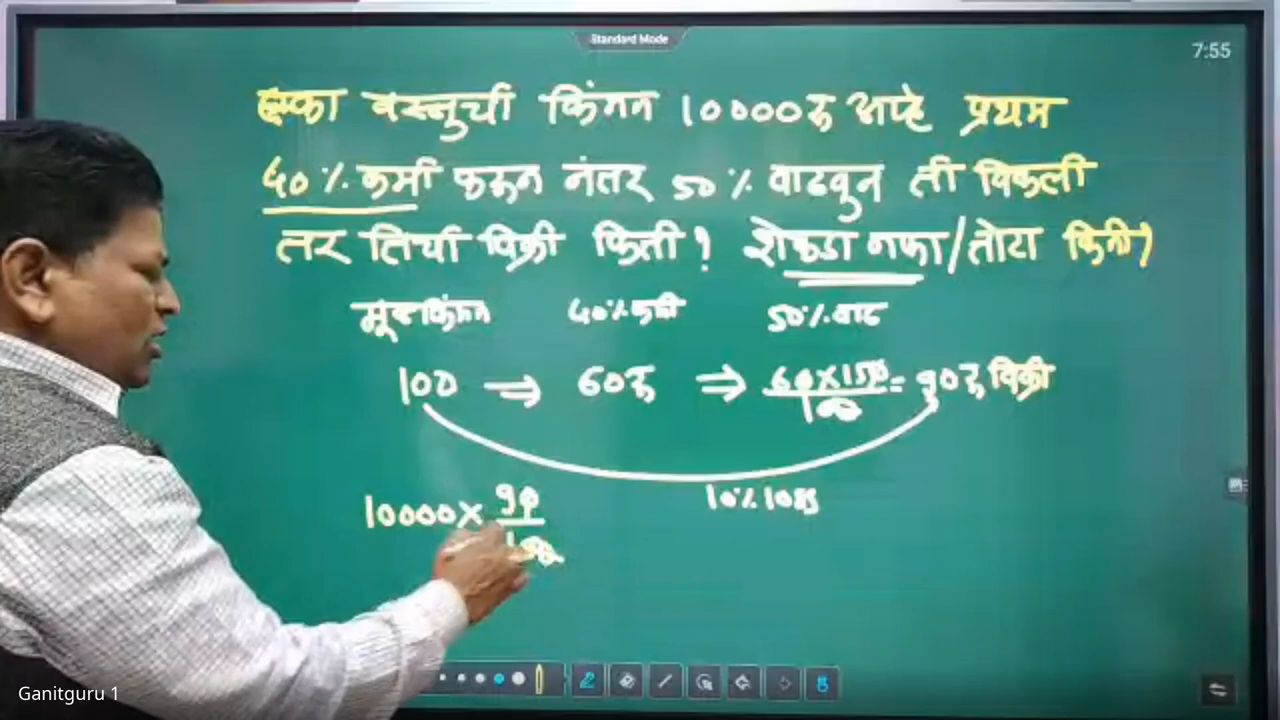 Standard Mode
7:55
एका वस्तुची किंमत 10000रु आहे प्रथम
40% कमी करुन नंतर 50% वाढवुन ती विकली
तर तिची विक्री किती? शेकडा नफा/तोटा किती?
मूळ किंमत 40% कमी 50% वाढ
100 ⇒ 60रु ⇒ 60×150/100 = 90रु विक्री
10% loss
10000× 90/100
Ganitguru 1